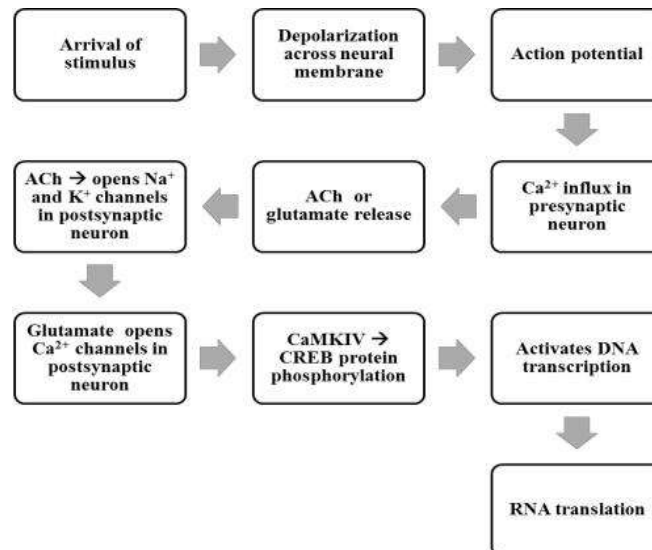 Arrival of
stimulus
Depolarization
across neural
membrane
Action potential
Ca²⁺ influx in
presynaptic
neuron
ACh or
glutamate release
ACh → opens Na⁺
and K⁺ channels
in postsynaptic
neuron
Glutamate opens
Ca²⁺ channels in
postsynaptic
neuron
CaMKIV →
CREB protein
phosphorylation
Activates DNA
transcription
RNA translation